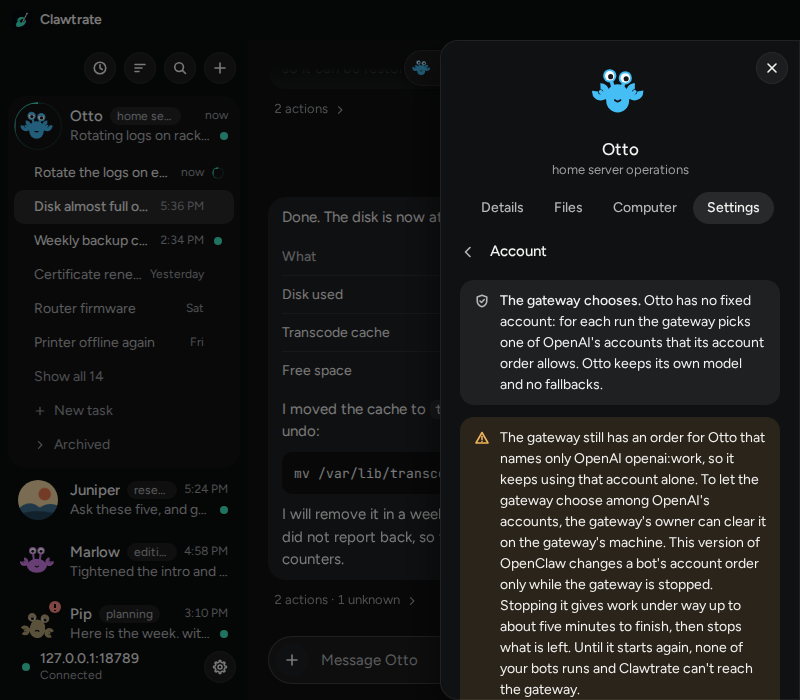 Clawtrate
Otto home se... now
Rotating logs on rack...
Rotate the logs on e... now
Disk almost full o... 5:36 PM
Weekly backup c... 2:34 PM
Certificate rene... Yesterday
Router firmware Sat
Printer offline again Fri
Show all 14
+ New task
Archived
Juniper rese... 5:24 PM
Ask these five, and g...
Marlow editi... 4:58 PM
Tightened the intro and ...
Pip planning 3:10 PM
Here is the week. wit...
127.0.0.1:18789
Connected
2 actions
Done. The disk is now at
What
Disk used
Transcode cache
Free space
I moved the cache to
undo:
mv /var/lib/transc
I will remove it in a wee
did not report back, so
counters.
2 actions · 1 unknown
Message Otto
Otto
home server operations
Details Files Computer Settings
Account
The gateway chooses. Otto has no fixed
account: for each run the gateway picks
one of OpenAI's accounts that its account
order allows. Otto keeps its own model
and no fallbacks.
The gateway still has an order for Otto that
names only OpenAI openai:work, so it
keeps using that account alone. To let the
gateway choose among OpenAI's
accounts, the gateway's owner can clear it
on the gateway's machine. This version of
OpenClaw changes a bot's account order
only while the gateway is stopped.
Stopping it gives work under way up to
about five minutes to finish, then stops
what is left. Until it starts again, none of
your bots runs and Clawtrate can't reach
the gateway.